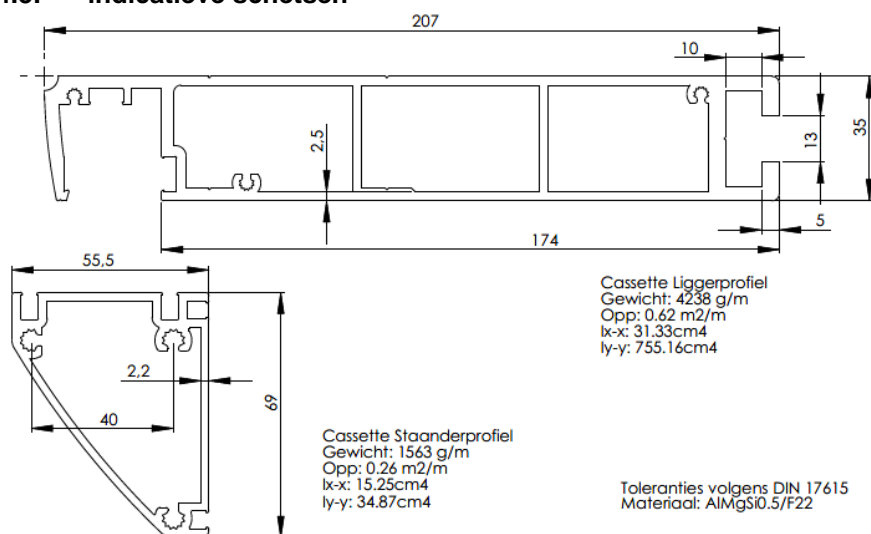 indicatieve schetsen
207
10
2,5
13
35
5
174
55,5
Cassette Liggerprofiel
Gewicht: 4238 g/m
Opp: 0.62 m2/m
Ix-x: 31.33cm4
Iy-y: 755.16cm4
2,2
69
40
Cassette Staanderprofiel
Gewicht: 1563 g/m
Opp: 0.26 m2/m
Ix-x: 15.25cm4
Iy-y: 34.87cm4
Toleranties volgens DIN 17615
Materiaal: AlMgSi0.5/F22